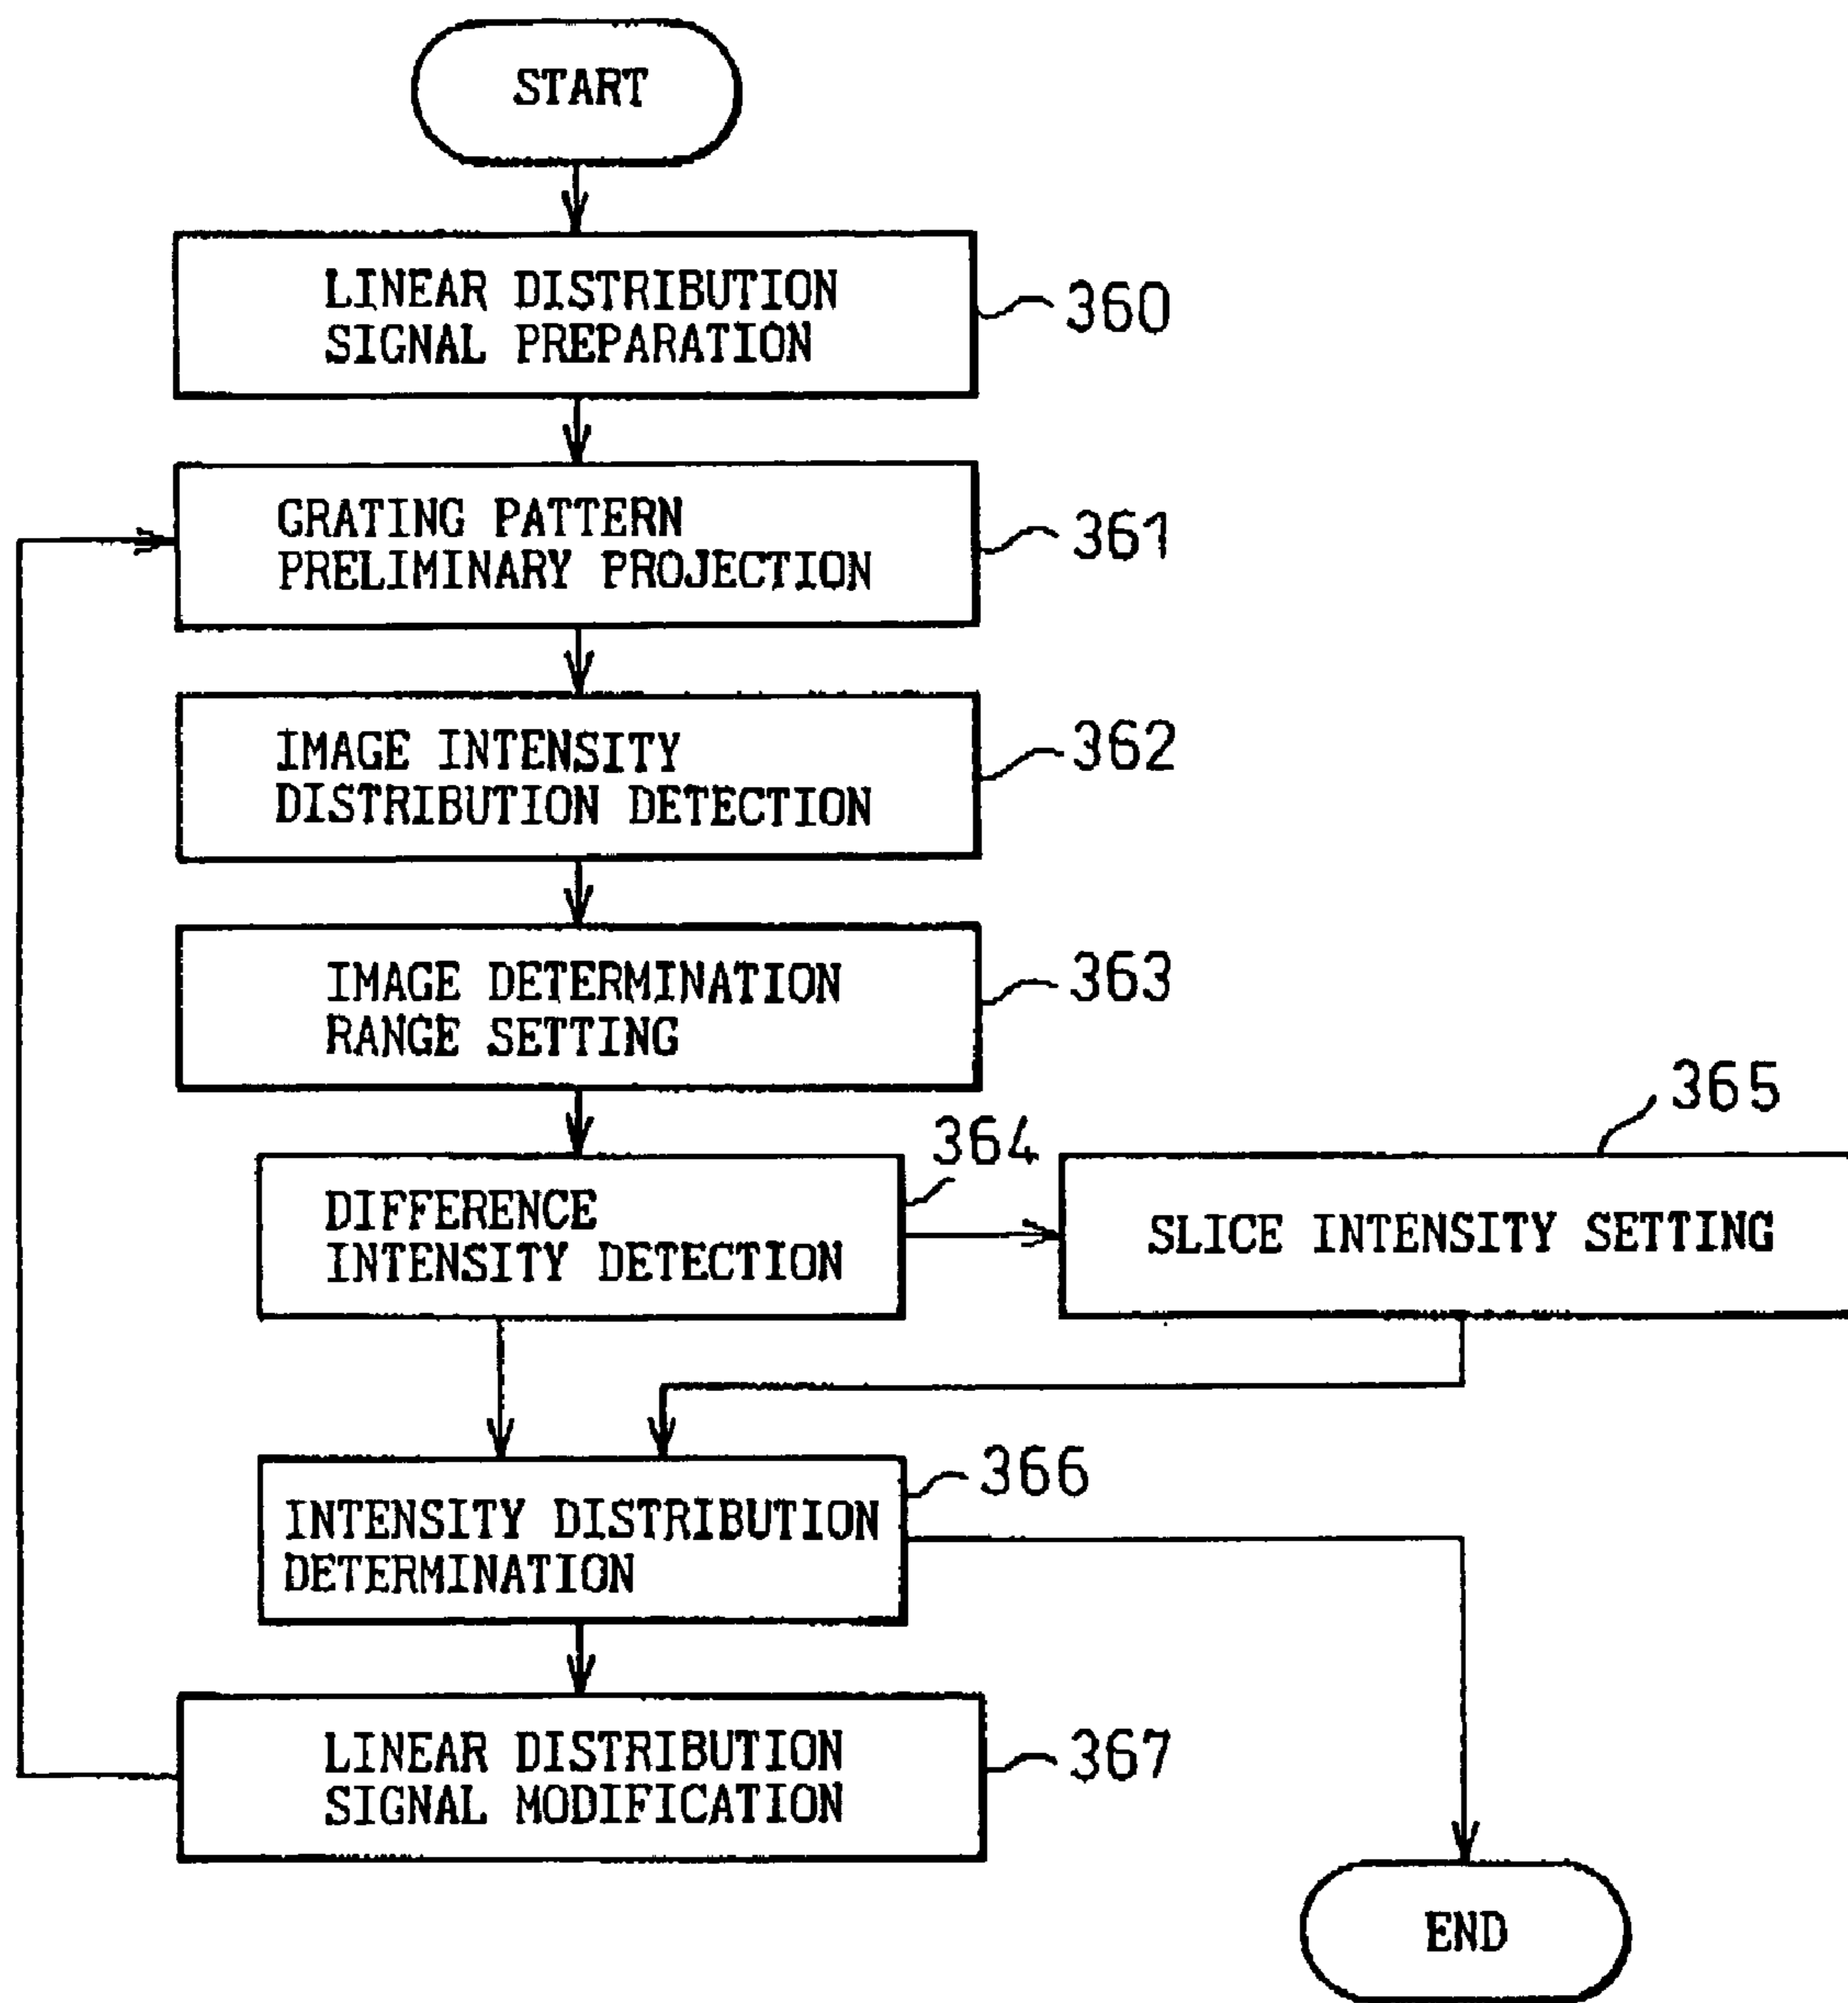 START
LINEAR DISTRIBUTION
SIGNAL PREPARATION
360
GRATING PATTERN
PRELIMINARY PROJECTION
361
IMAGE INTENSITY
DISTRIBUTION DETECTION
362
IMAGE DETERMINATION
RANGE SETTING
363
DIFFERENCE
INTENSITY DETECTION
364
SLICE INTENSITY SETTING
365
INTENSITY DISTRIBUTION
DETERMINATION
366
LINEAR DISTRIBUTION
SIGNAL MODIFICATION
367
END